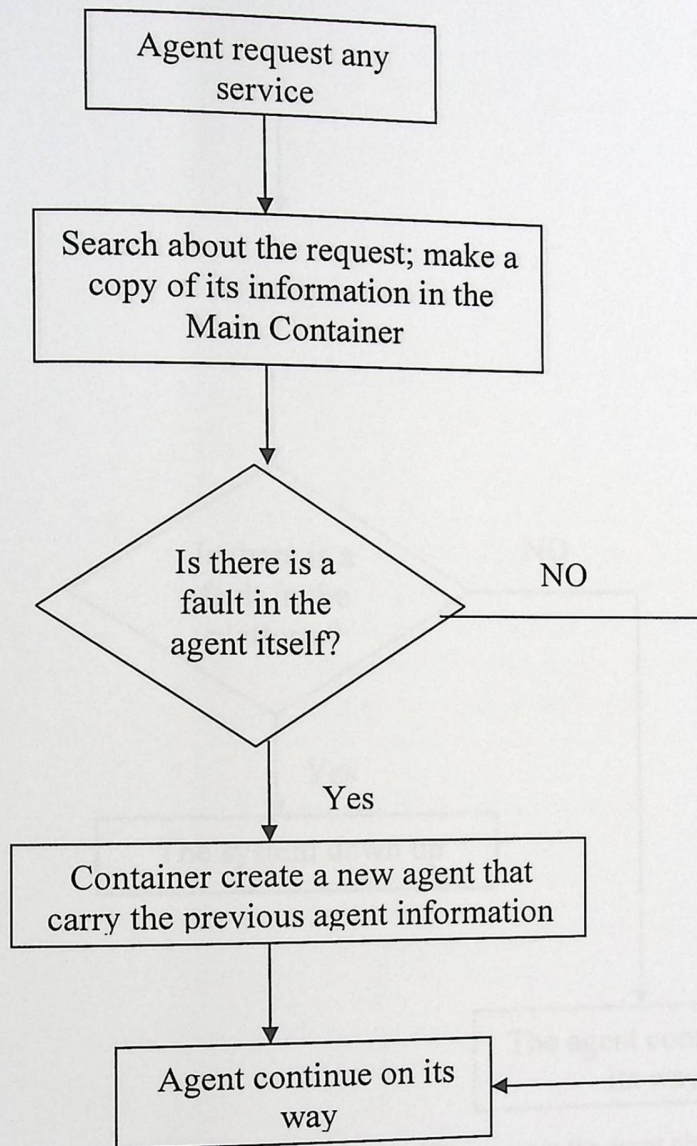 Agent request any
service
Search about the request; make a
copy of its information in the
Main Container
Is there is a
fault in the
agent itself?
NO
Yes
Container create a new agent that
carry the previous agent information
Agent continue on its
way